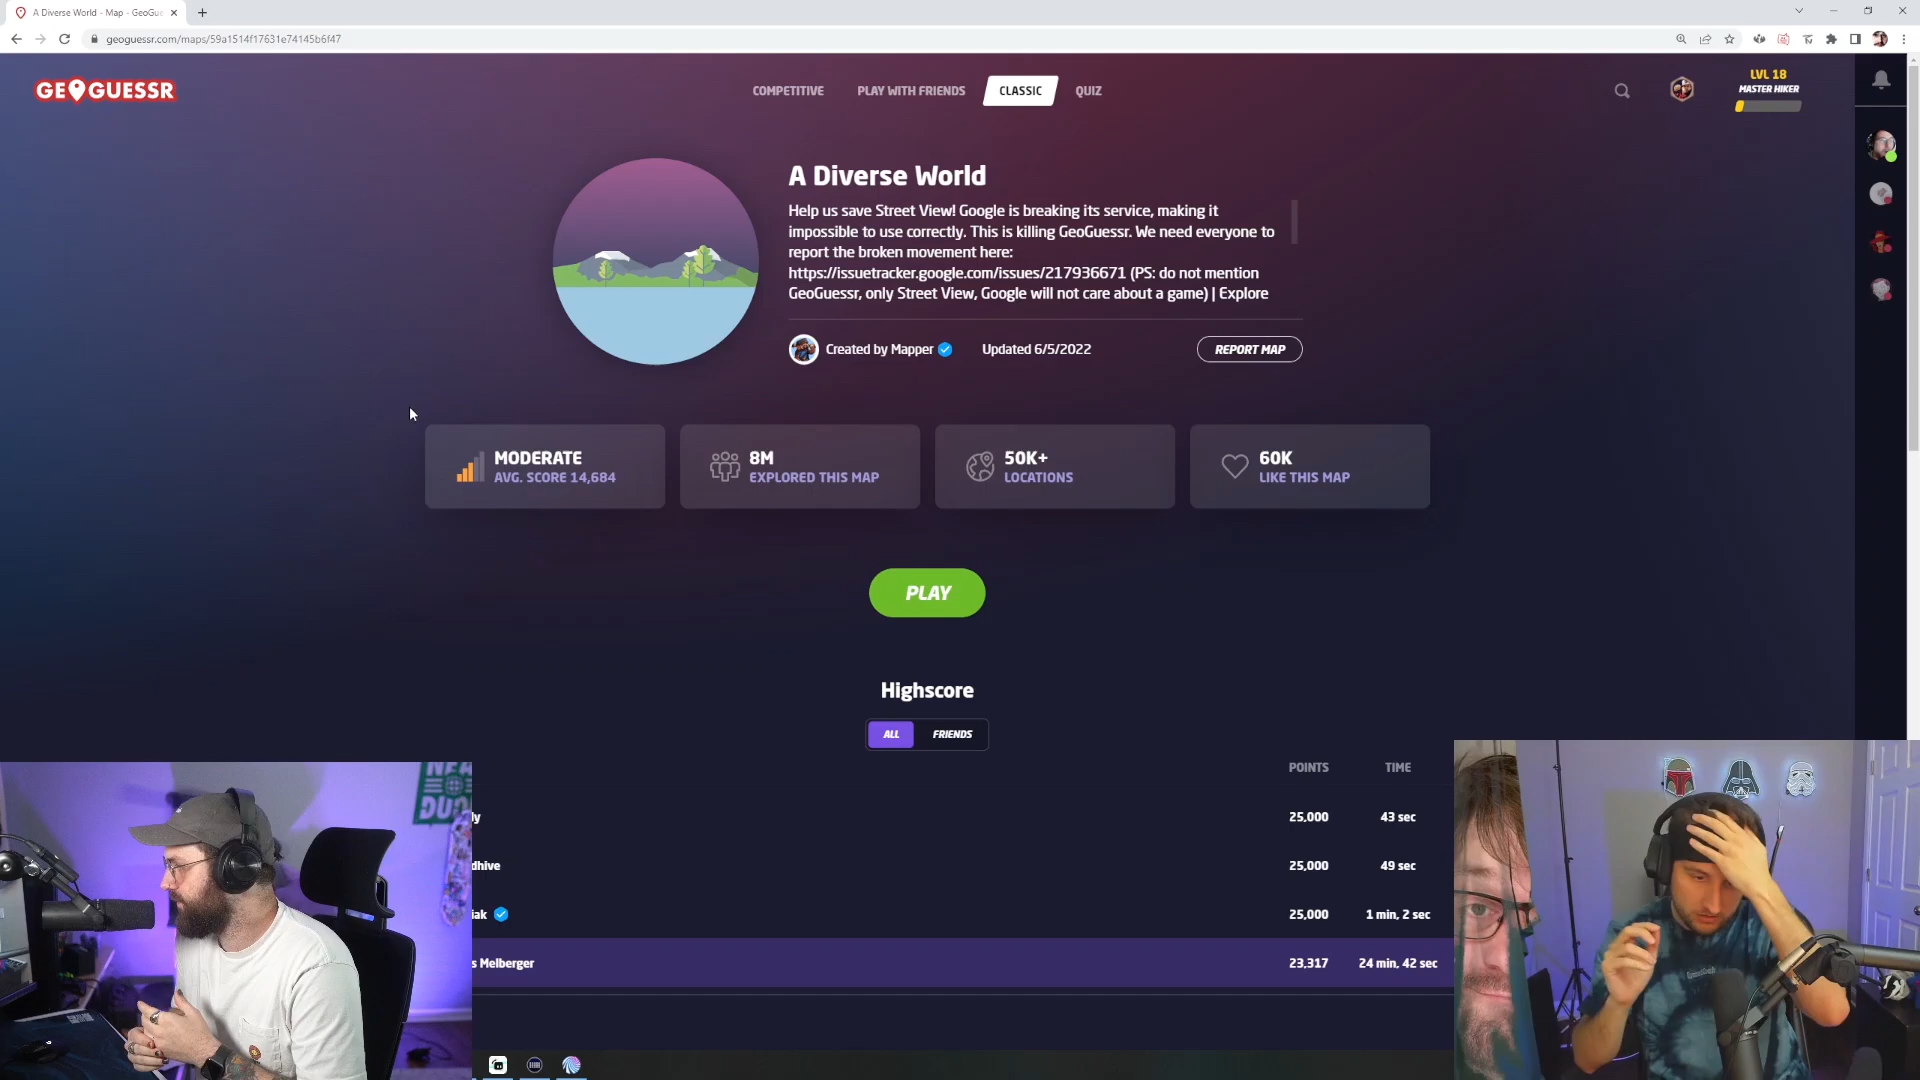 A Diverse World - Map - GeoGue
geoguessr.com/maps/59a1514f17631e74145b6f47
GEOGUESSR
COMPETITIVE
PLAY WITH FRIENDS
CLASSIC
QUIZ
LVL 18
MASTER HIKER
A Diverse World
Help us save Street View! Google is breaking its service, making it
impossible to use correctly. This is killing GeoGuessr. We need everyone to
report the broken movement here:
https://issuetracker.google.com/issues/217936671 (PS: do not mention
GeoGuessr, only Street View, Google will not care about a game) | Explore
Created by Mapper
Updated 6/5/2022
REPORT MAP
MODERATE
AVG. SCORE 14,684
8M
EXPLORED THIS MAP
50K+
LOCATIONS
60K
LIKE THIS MAP
PLAY
Highscore
ALL
FRIENDS
POINTS
TIME
ly
25,000
43 sec
dhive
25,000
49 sec
iak
25,000
1 min, 2 sec
s Melberger
23,317
24 min, 42 sec